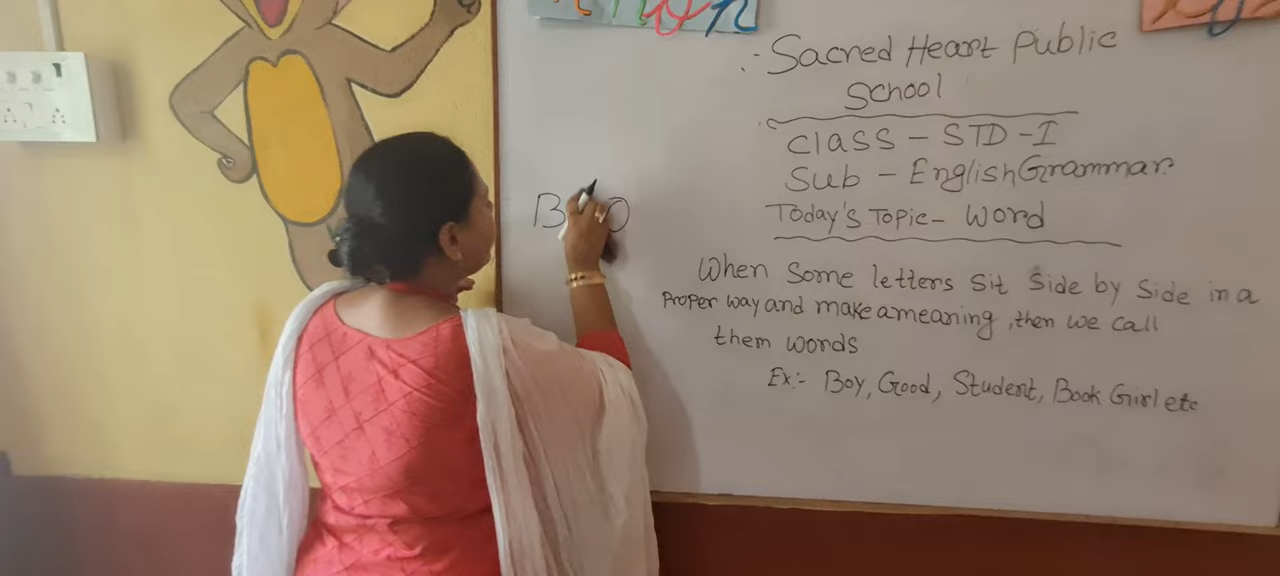 Sacred Heart Public
School
Class - STD - I
Sub - English Grammar
Today's Topic - Word
When some letters sit side by side in a
proper way and make a meaning, then we call
them words
Ex:- Boy, Good, Student, Book Girl etc
B O